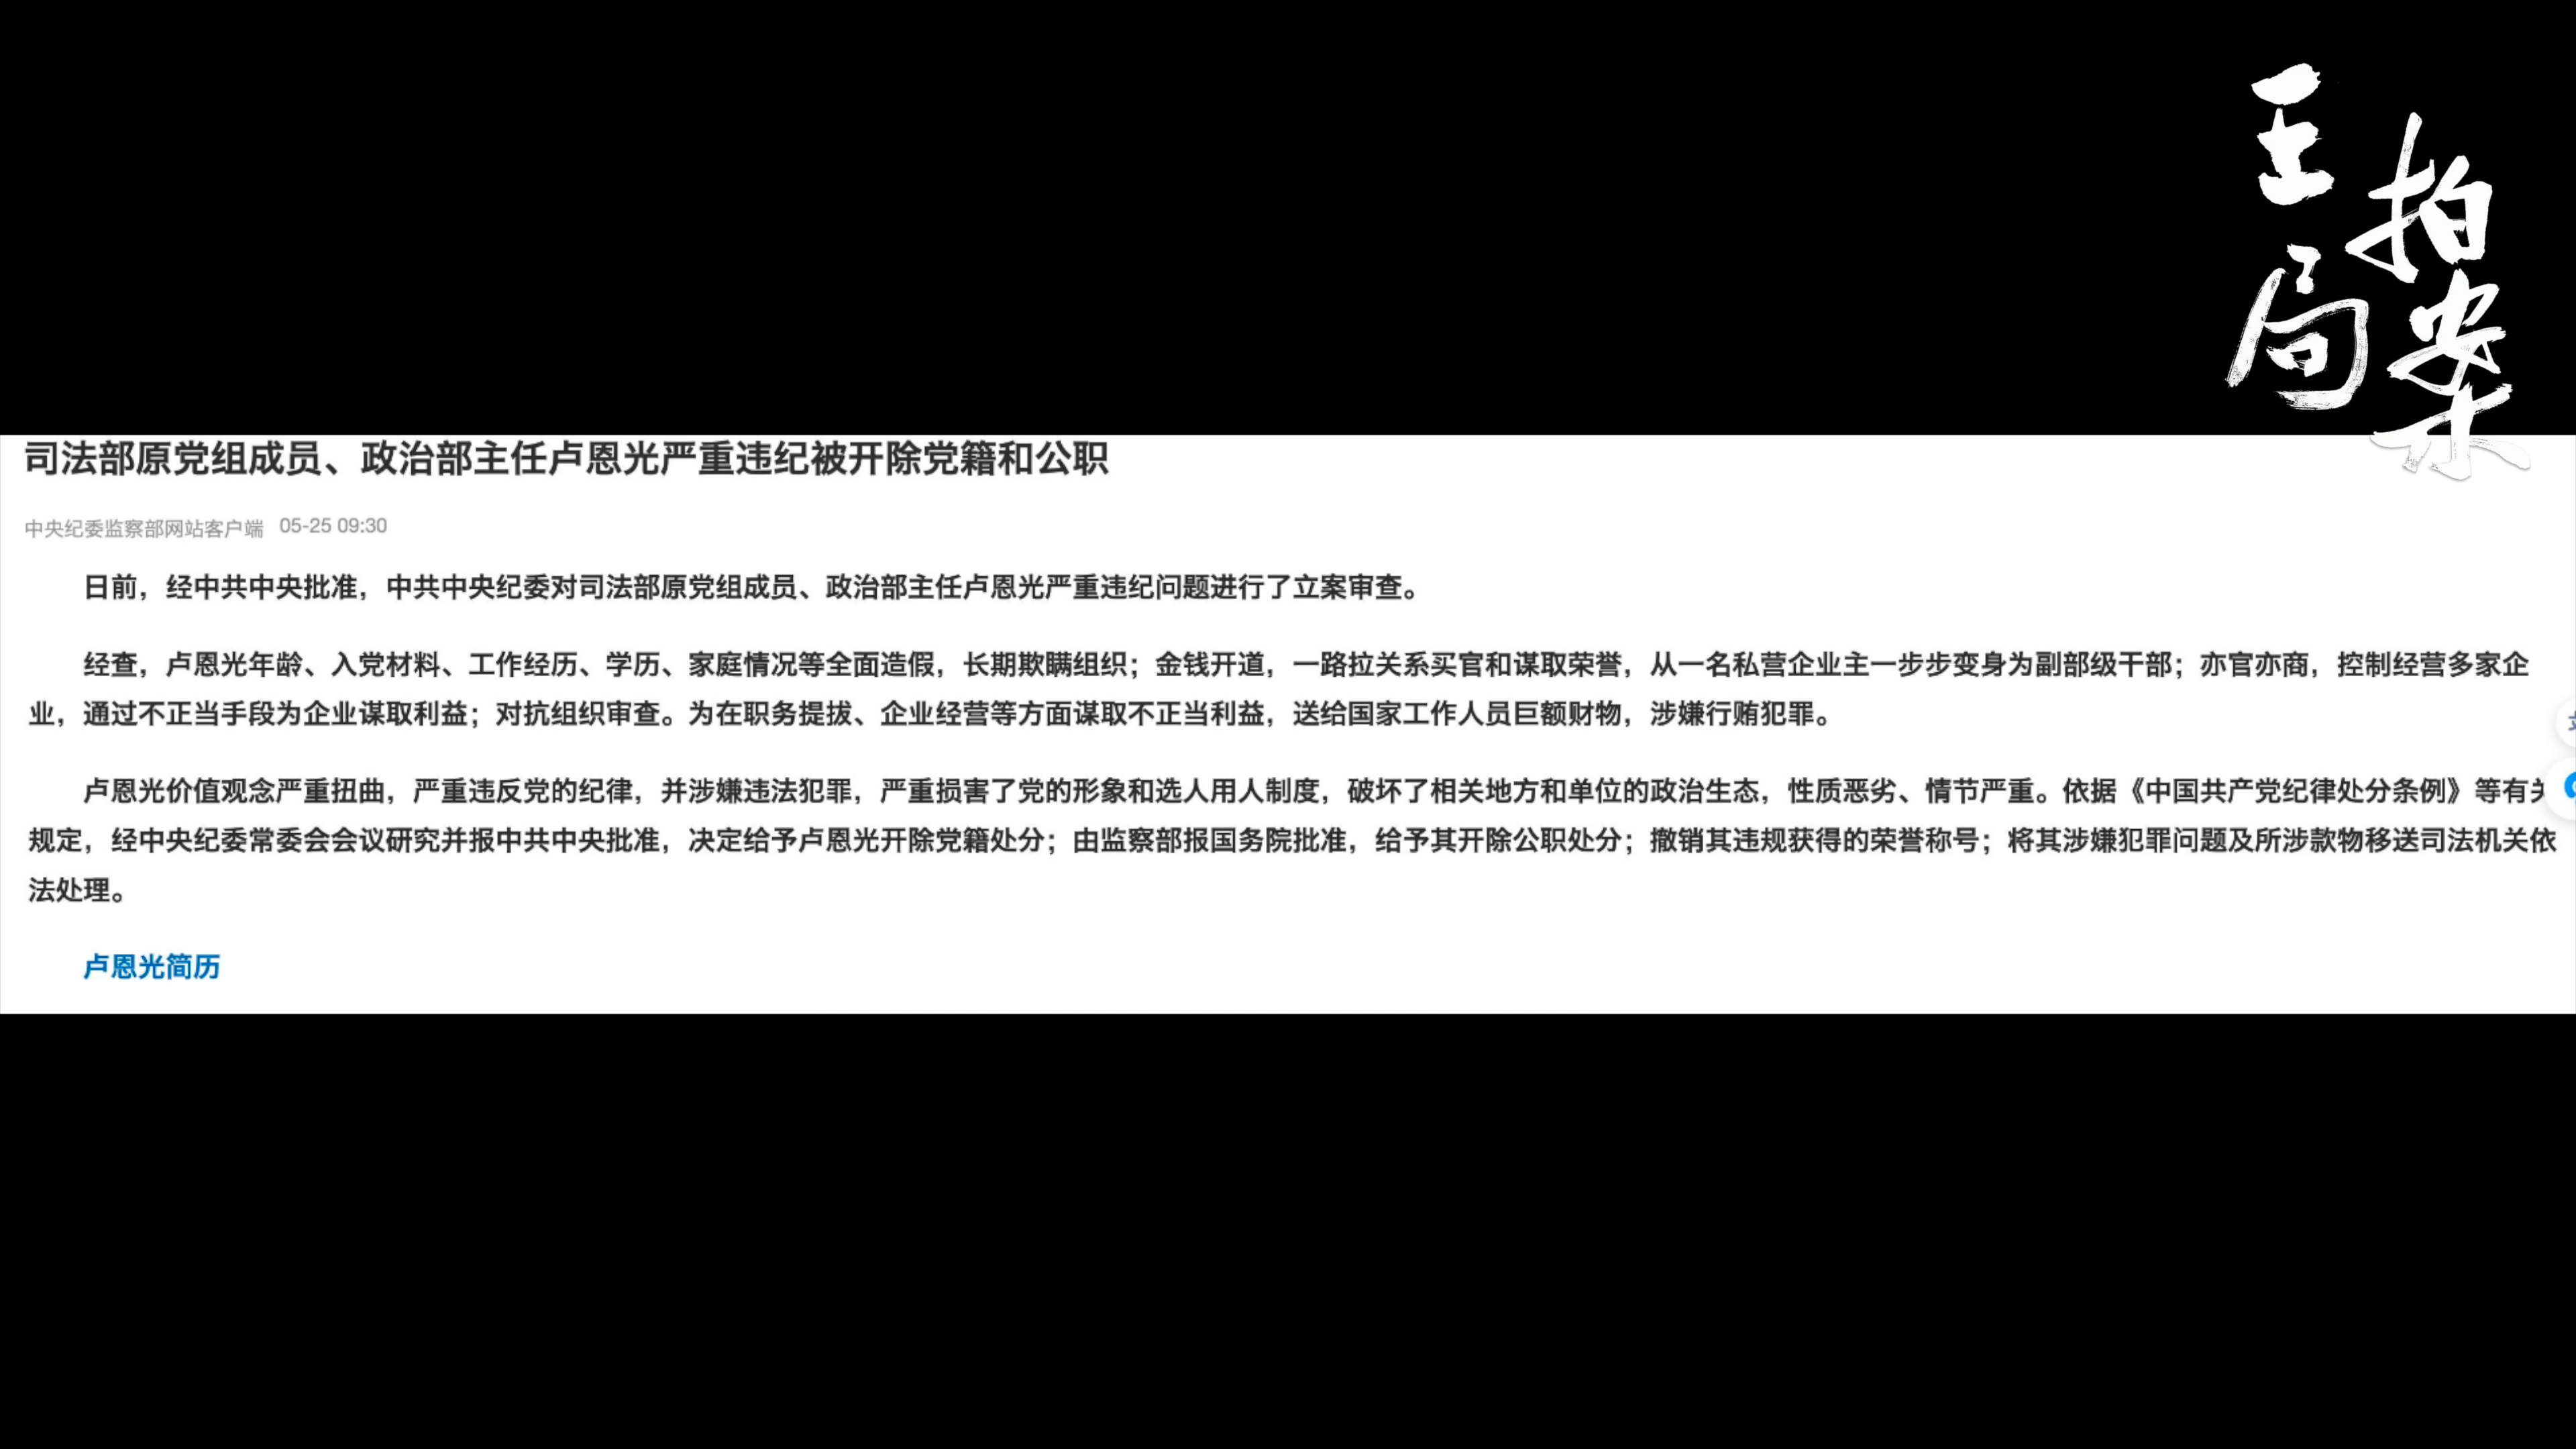 王局
拍案
司法部原党组成员、政治部主任卢恩光严重违纪被开除党籍和公职
中央纪委监察部网站客户端 05-25 09:30
日前，经中共中央批准，中共中央纪委对司法部原党组成员、政治部主任卢恩光严重违纪问题进行了立案审查。
经查，卢恩光年龄、入党材料、工作经历、学历、家庭情况等全面造假，长期欺瞒组织；金钱开道，一路拉关系买官和谋取荣誉，从一名私营企业主一步步变身为副部级干部；亦官亦商，控制经营多家企
业，通过不正当手段为企业谋取利益；对抗组织审查。为在职务提拔、企业经营等方面谋取不正当利益，送给国家工作人员巨额财物，涉嫌行贿犯罪。
卢恩光价值观念严重扭曲，严重违反党的纪律，并涉嫌违法犯罪，严重损害了党的形象和选人用人制度，破坏了相关地方和单位的政治生态，性质恶劣、情节严重。依据《中国共产党纪律处分条例》等有关
规定，经中央纪委常委会会议研究并报中共中央批准，决定给予卢恩光开除党籍处分；由监察部报国务院批准，给予其开除公职处分；撤销其违规获得的荣誉称号；将其涉嫌犯罪问题及所涉款物移送司法机关依
法处理。
卢恩光简历